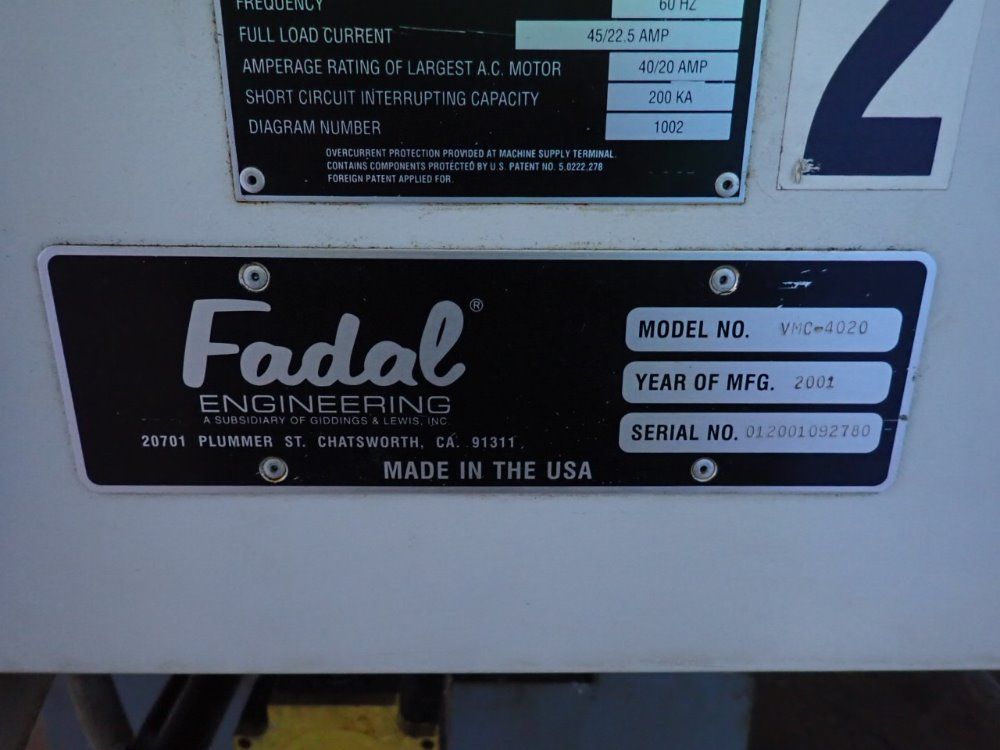 FREQUENCY 60 HZ
FULL LOAD CURRENT 45/22.5 AMP
AMPERAGE RATING OF LARGEST A.C. MOTOR 40/20 AMP
SHORT CIRCUIT INTERRUPTING CAPACITY 200 KA
DIAGRAM NUMBER 1002
OVERCURRENT PROTECTION PROVIDED AT MACHINE SUPPLY TERMINAL.
CONTAINS COMPONENTS PROTECTED BY U.S. PATENT NO. 5.0222,278
FOREIGN PATENT APPLIED FOR.
2
Fadal®
ENGINEERING
A SUBSIDIARY OF GIDDINGS & LEWIS, INC.
20701 PLUMMER ST. CHATSWORTH, CA. 91311
MADE IN THE USA
MODEL NO. VMC-4020
YEAR OF MFG. 2001
SERIAL NO. 012001092780